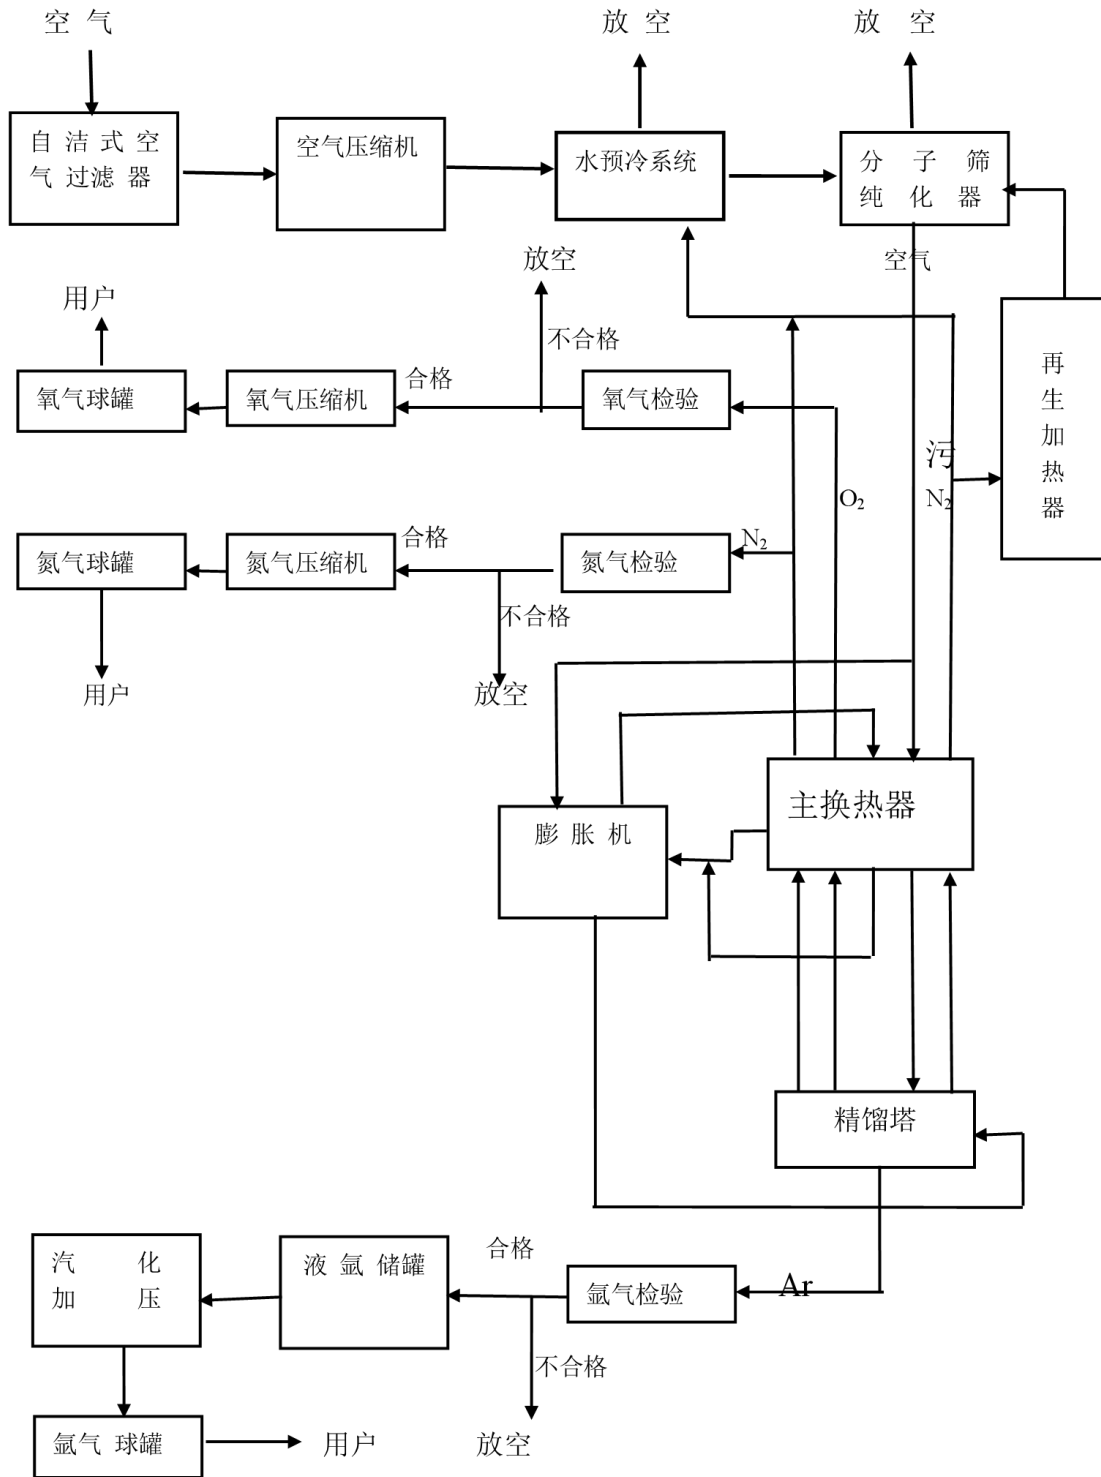 空 气
放 空
放 空
自 洁 式 空
气 过滤 器
空气压缩机
水预冷系统
分 子 筛
纯 化 器
空气
放空
用户
不合格
合格
氧气球罐
氧气压缩机
氧气检验
再
生
加
热
器
污
N₂
O₂
N₂
合格
氮气球罐
氮气压缩机
氮气检验
不合格
用户
放空
主换热器
膨 胀 机
精馏塔
汽 化
加 压
液 氩 储罐
合格
氩气检验
Ar
不合格
氩气 球罐
用户
放空